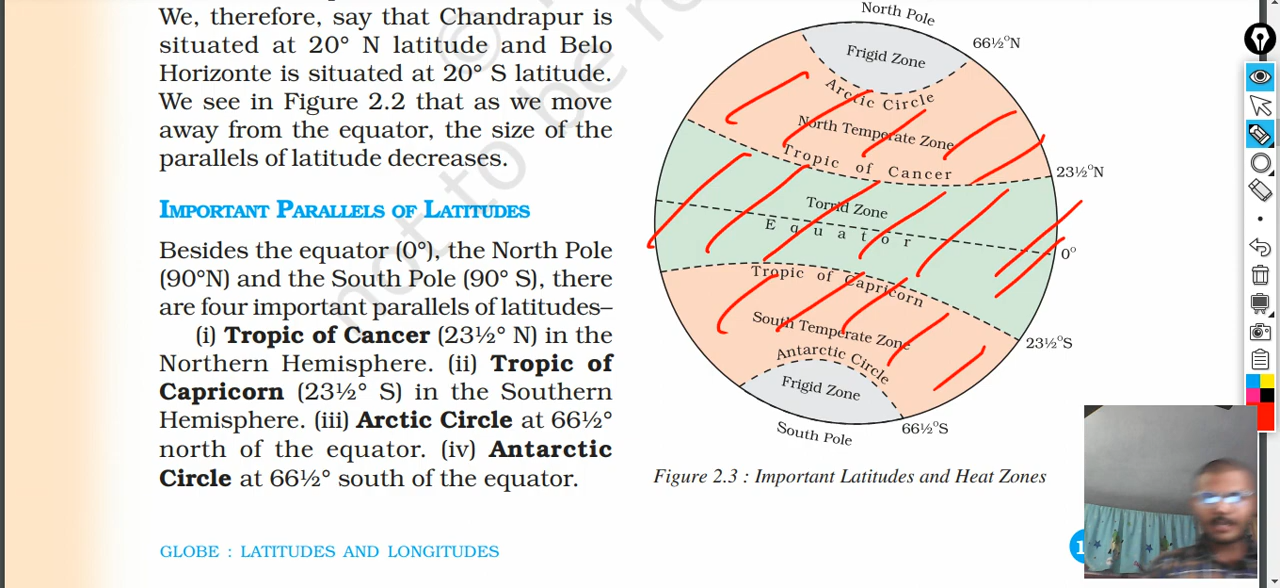 We, therefore, say that Chandrapur is
situated at 20° N latitude and Belo
Horizonte is situated at 20° S latitude.
We see in Figure 2.2 that as we move
away from the equator, the size of the
parallels of latitude decreases.
IMPORTANT PARALLELS OF LATITUDES
Besides the equator (0°), the North Pole
(90°N) and the South Pole (90° S), there
are four important parallels of latitudes–
(i) Tropic of Cancer (23½° N) in the
Northern Hemisphere. (ii) Tropic of
Capricorn (23½° S) in the Southern
Hemisphere. (iii) Arctic Circle at 66½°
north of the equator. (iv) Antarctic
Circle at 66½° south of the equator.
GLOBE : LATITUDES AND LONGITUDES
North Pole
66½°N
Frigid Zone
Arctic Circle
North Temperate Zone
Tropic of Cancer
23½°N
Torrid Zone
Equator
0°
Tropic of Capricorn
South Temperate Zone
23½°S
Antarctic Circle
Frigid Zone
66½°S
South Pole
Figure 2.3 : Important Latitudes and Heat Zones
not to be
©